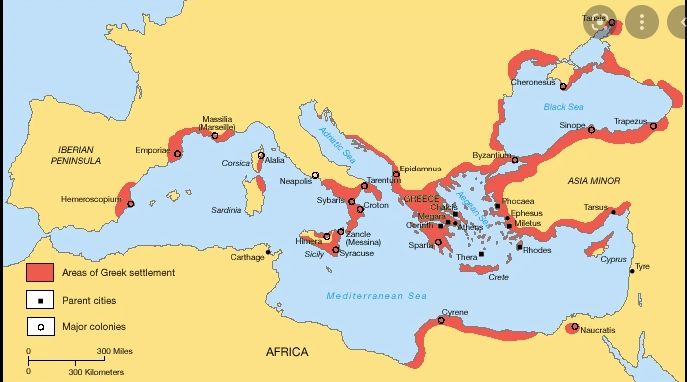 Tanais
Cheronesus
Black Sea
Massilia
(Marseille)
Adriatic Sea
Sinope
Trapezus
IBERIAN
PENINSULA
Emporiae
Corsica
Alalia
Epidamnus
Byzantium
Neapolis
Tarentum
ASIA MINOR
Hemeroscopium
Sardinia
Sybaris
Croton
GREECE
Chalcis
Aegean Sea
Phocaea
Megara
Ephesus
Tarsus
Corinth
Athens
Miletus
Himera
Zancle
(Messina)
Sparta
Carthage
Sicily
Syracuse
Thera
Rhodes
Cyprus
Tyre
Crete
Areas of Greek settlement
Parent cities
Mediterranean Sea
Major colonies
Cyrene
Naucratis
0 300 Miles
0 300 Kilometers
AFRICA